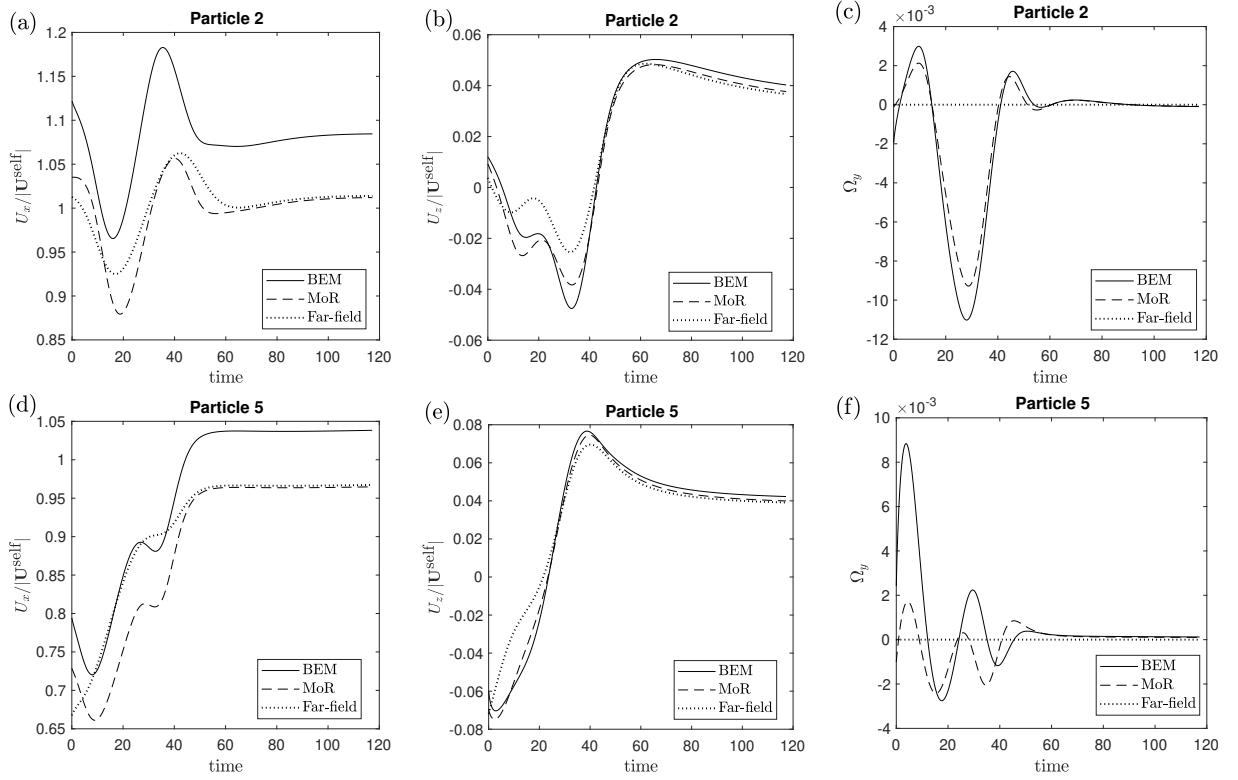 (a)
Particle 2
1.2
1.15
1.1
1.05
1
0.95
0.9
0.85
0 20 40 60 80 100 120
U_x/|U^self|
time
BEM
MoR
Far-field
(b)
Particle 2
0.06
0.04
0.02
0
-0.02
-0.04
-0.06
0 20 40 60 80 100 120
U_z/|U^self|
time
BEM
MoR
Far-field
(c)
×10^-3
Particle 2
4
2
0
-2
-4
-6
-8
-10
-12
0 20 40 60 80 100 120
Ω_y
time
BEM
MoR
Far-field
(d)
Particle 5
1.05
1
0.95
0.9
0.85
0.8
0.75
0.7
0.65
0 20 40 60 80 100 120
U_x/|U^self|
time
BEM
MoR
Far-field
(e)
Particle 5
0.08
0.06
0.04
0.02
0
-0.02
-0.04
-0.06
-0.08
0 20 40 60 80 100 120
U_z/|U^self|
time
BEM
MoR
Far-field
(f)
×10^-3
Particle 5
10
8
6
4
2
0
-2
-4
0 20 40 60 80 100 120
Ω_y
time
BEM
MoR
Far-field